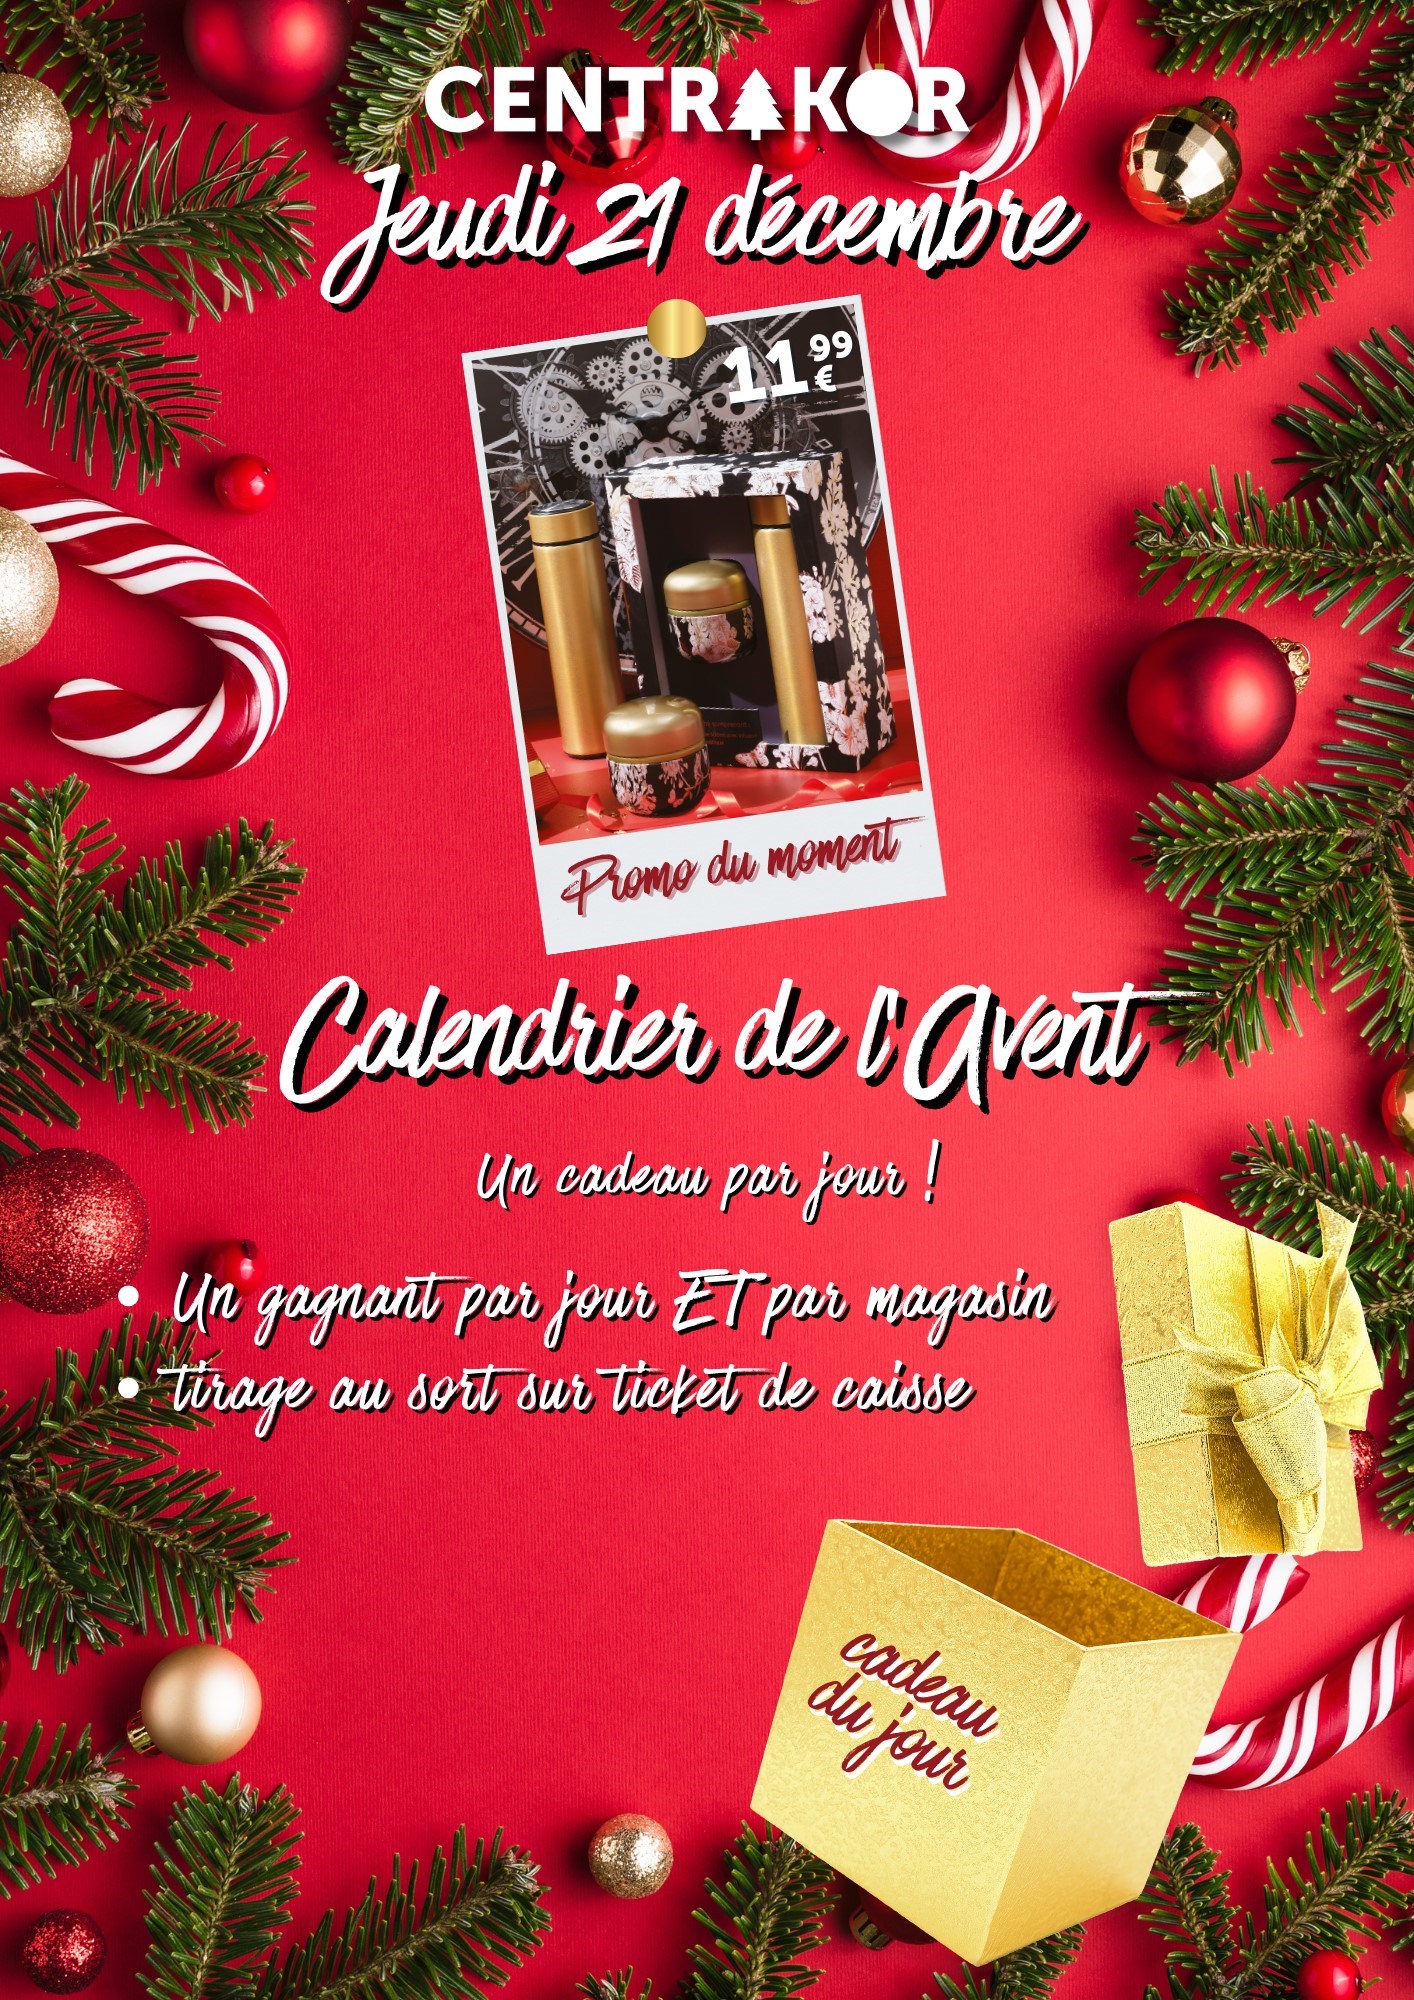 CENTRAKOR
Jeudi 21 décembre
11 99
€
Promo du moment
Calendrier de l'Avent
Un cadeau par jour !
• Un gagnant par jour ET par magasin
• tirage au sort sur ticket de caisse
cadeau
du jour